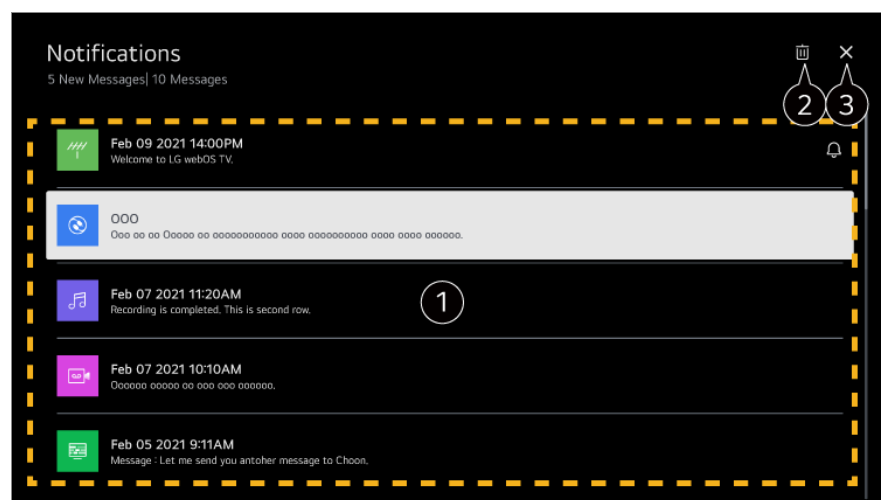 Notifications
5 New Messages| 10 Messages
2
3
Feb 09 2021 14:00PM
Welcome to LG webOS TV.
OOO
Ooo oo oo Ooooo oo ooooooooooo oooo oooooooooo oooo oooo oooooo.
1
Feb 07 2021 11:20AM
Recording is completed. This is second row.
Feb 07 2021 10:10AM
Oooooo ooooo oo ooo ooo oooooo.
Feb 05 2021 9:11AM
Message : Let me send you antoher message to Choon.